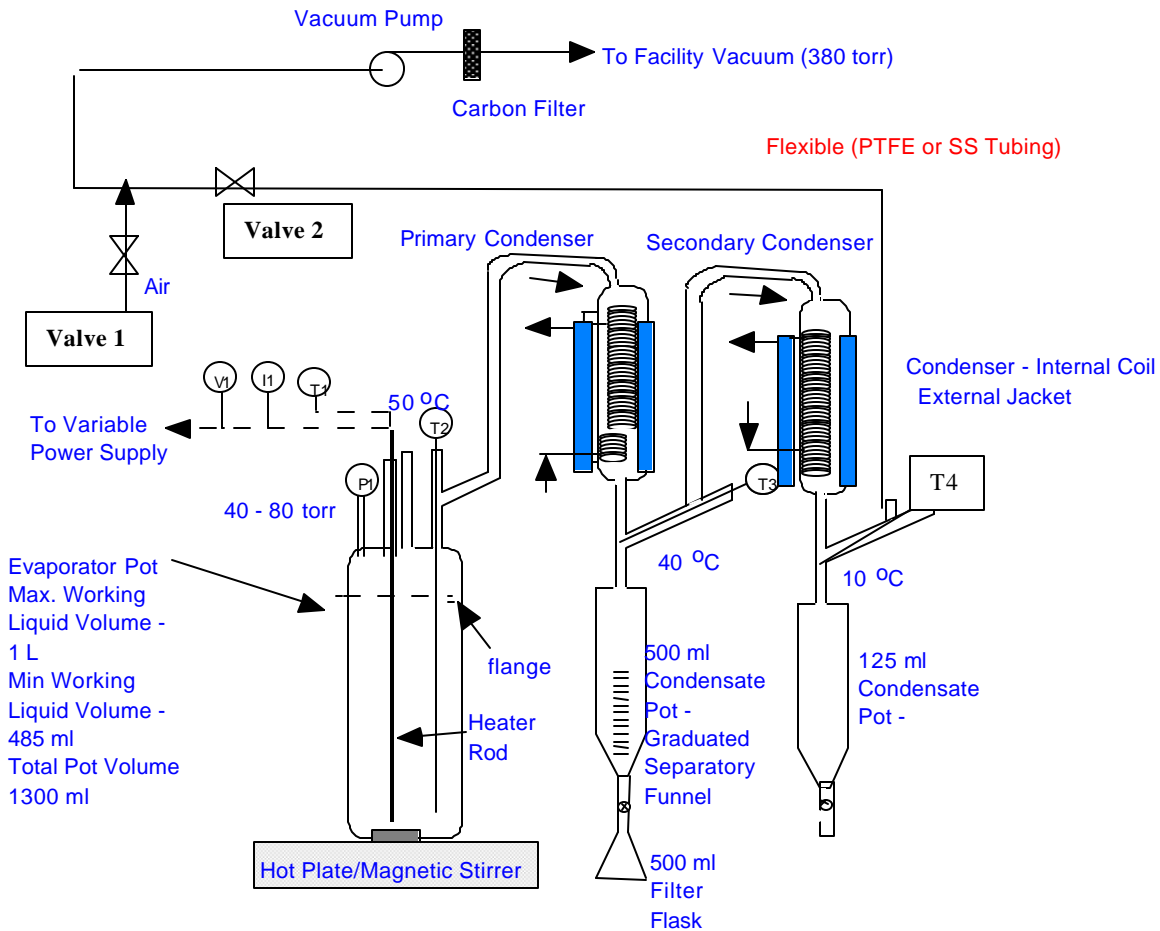 Vacuum Pump
To Facility Vacuum (380 torr)
Carbon Filter
Flexible (PTFE or SS Tubing)
Valve 2
Primary Condenser
Secondary Condenser
Air
Valve 1
V1
I1
T1
50 °C
T2
To Variable
Power Supply
Condenser - Internal Coil
External Jacket
P1
40 - 80 torr
T3
T4
40 °C
10 °C
Evaporator Pot
Max. Working
Liquid Volume -
1 L
Min Working
Liquid Volume -
485 ml
Total Pot Volume
1300 ml
flange
Heater
Rod
500 ml
Condensate
Pot -
Graduated
Separatory
Funnel
125 ml
Condensate
Pot -
Hot Plate/Magnetic Stirrer
500 ml
Filter
Flask